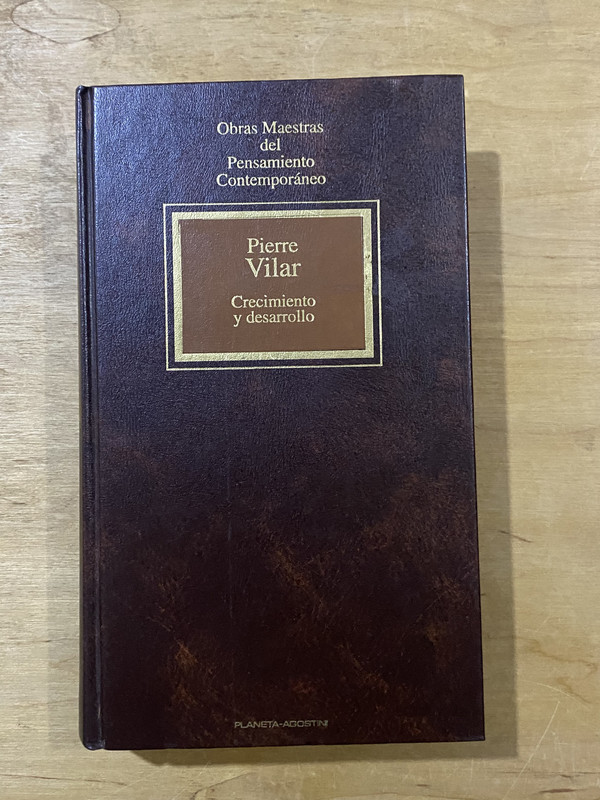 Obras Maestras
del
Pensamiento
Contemporáneo
Pierre
Vilar
Crecimiento
y desarrollo
PLANETA-AGOSTINI